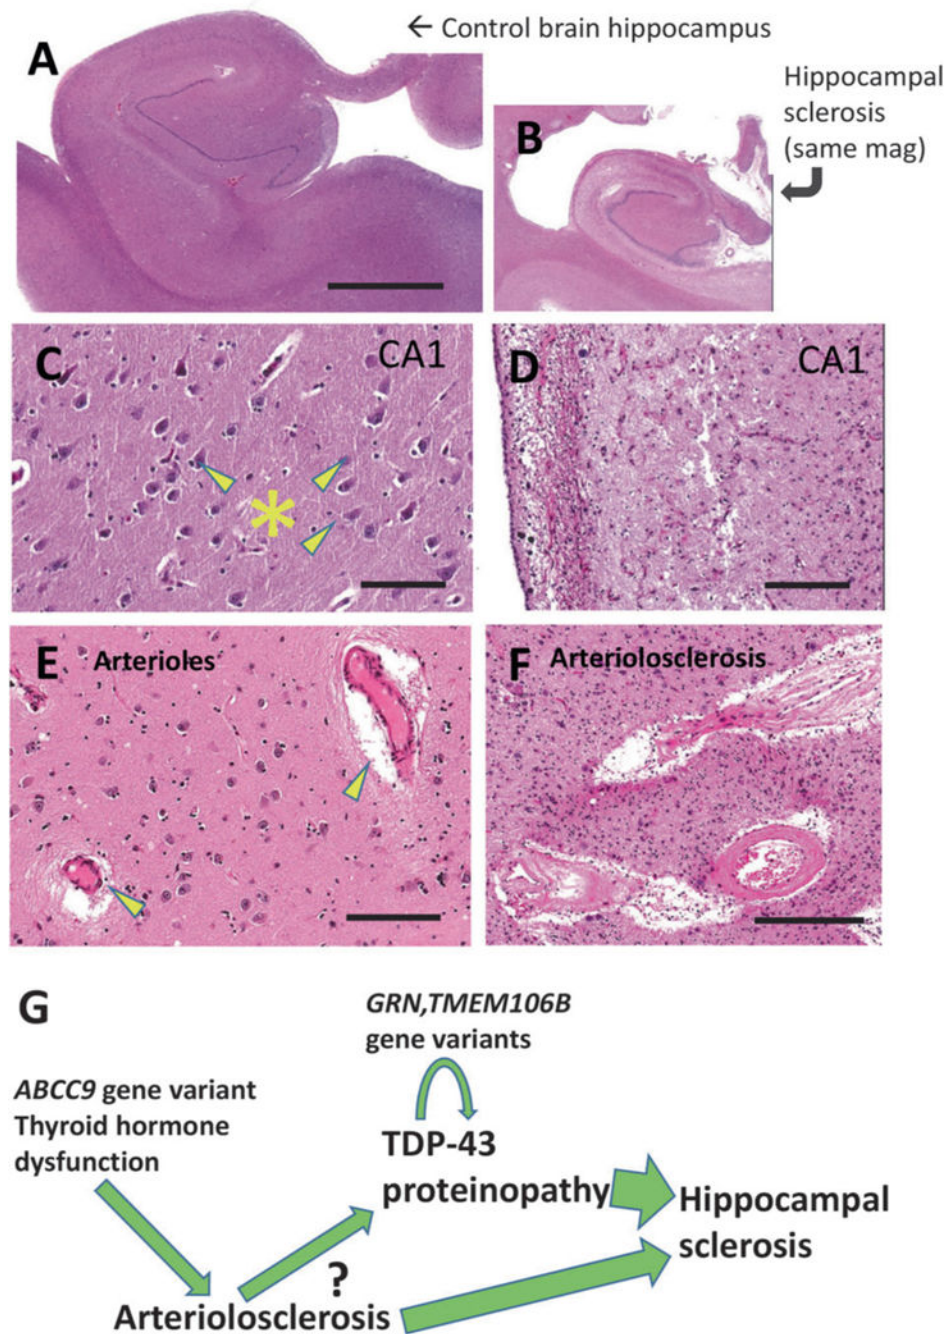 ← Control brain hippocampus
A
Hippocampal
sclerosis
(same mag)
B
C
CA1
D
CA1
E Arterioles
F Arteriolosclerosis
G
GRN,TMEM106B
gene variants
ABCC9 gene variant
Thyroid hormone
dysfunction
TDP-43
proteinopathy
Hippocampal
sclerosis
?
Arteriolosclerosis